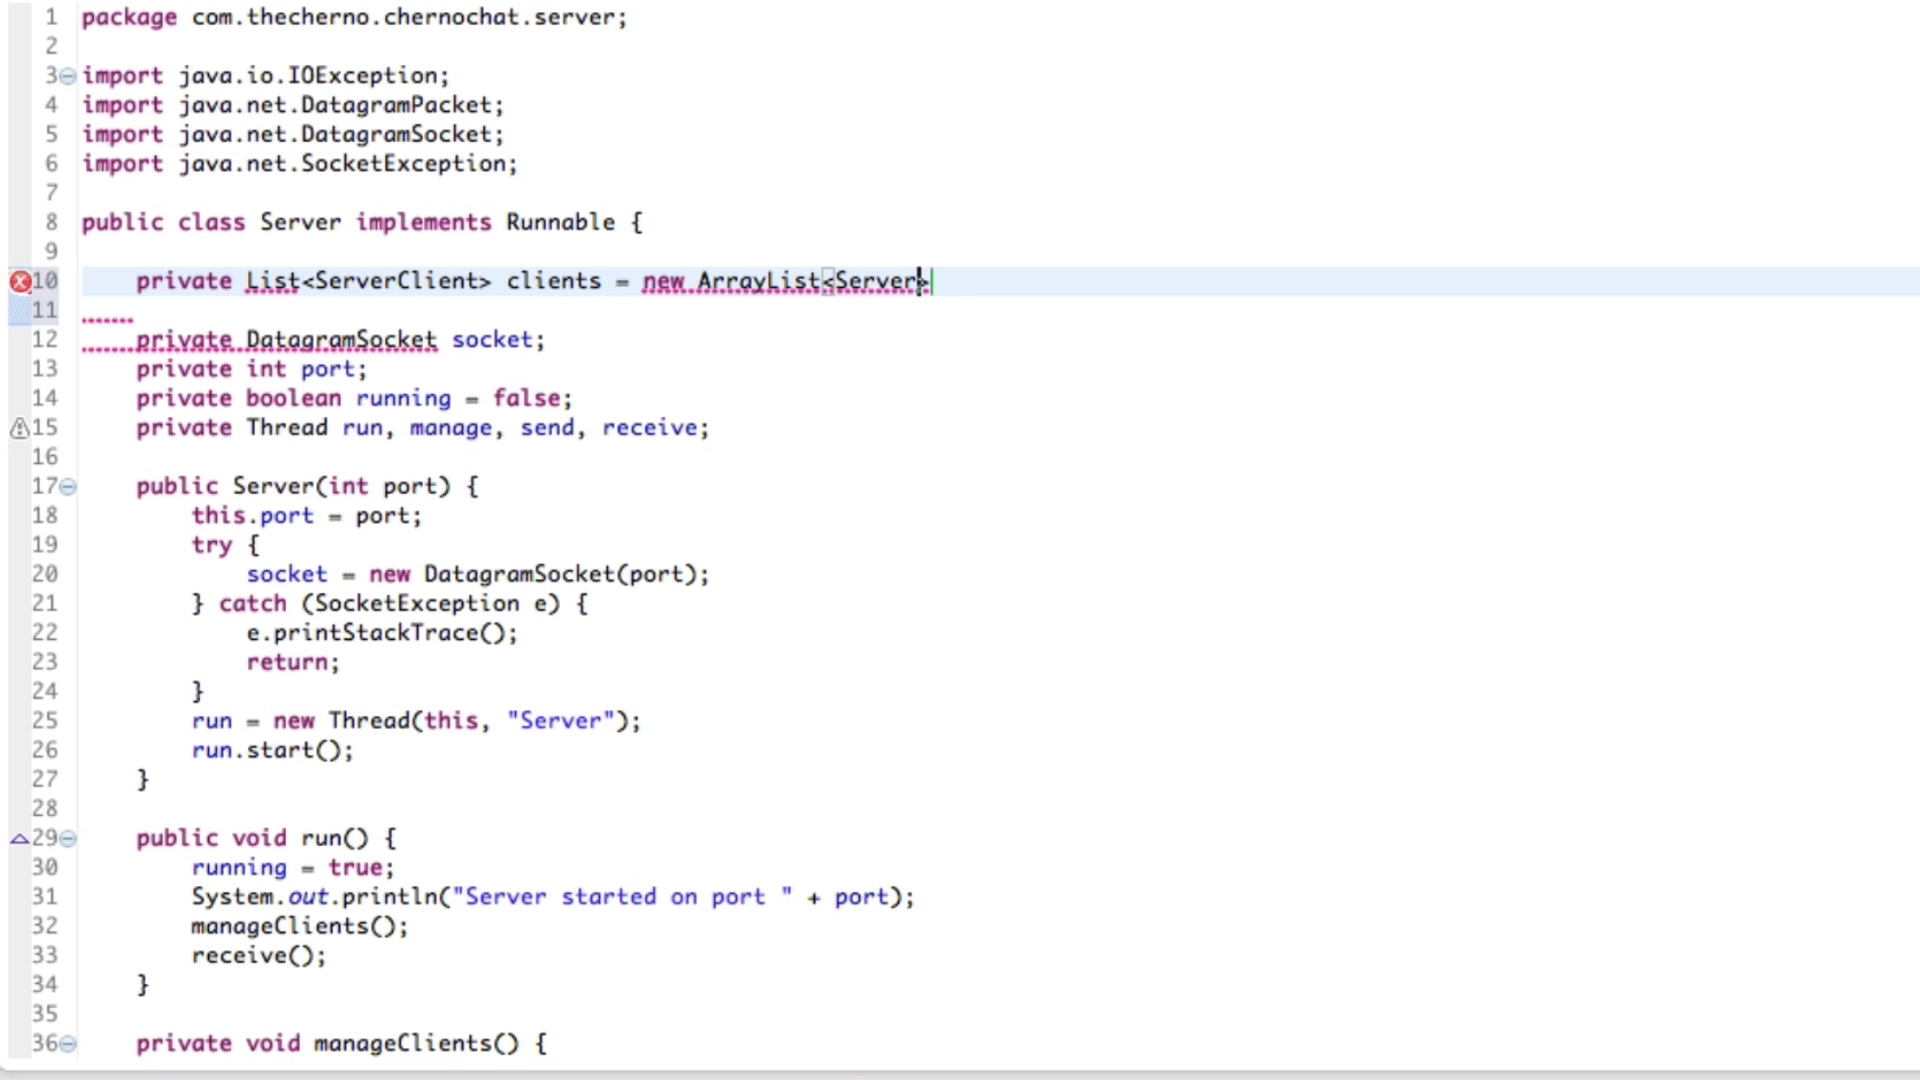 1 package com.thecherno.chernochat.server;
2
3 import java.io.IOException;
4 import java.net.DatagramPacket;
5 import java.net.DatagramSocket;
6 import java.net.SocketException;
7
8 public class Server implements Runnable {
9
10 private List<ServerClient> clients = new ArrayList<Server>
11
12 private DatagramSocket socket;
13 private int port;
14 private boolean running = false;
15 private Thread run, manage, send, receive;
16
17 public Server(int port) {
18 this.port = port;
19 try {
20 socket = new DatagramSocket(port);
21 } catch (SocketException e) {
22 e.printStackTrace();
23 return;
24 }
25 run = new Thread(this, "Server");
26 run.start();
27 }
28
29 public void run() {
30 running = true;
31 System.out.println("Server started on port " + port);
32 manageClients();
33 receive();
34 }
35
36 private void manageClients() {